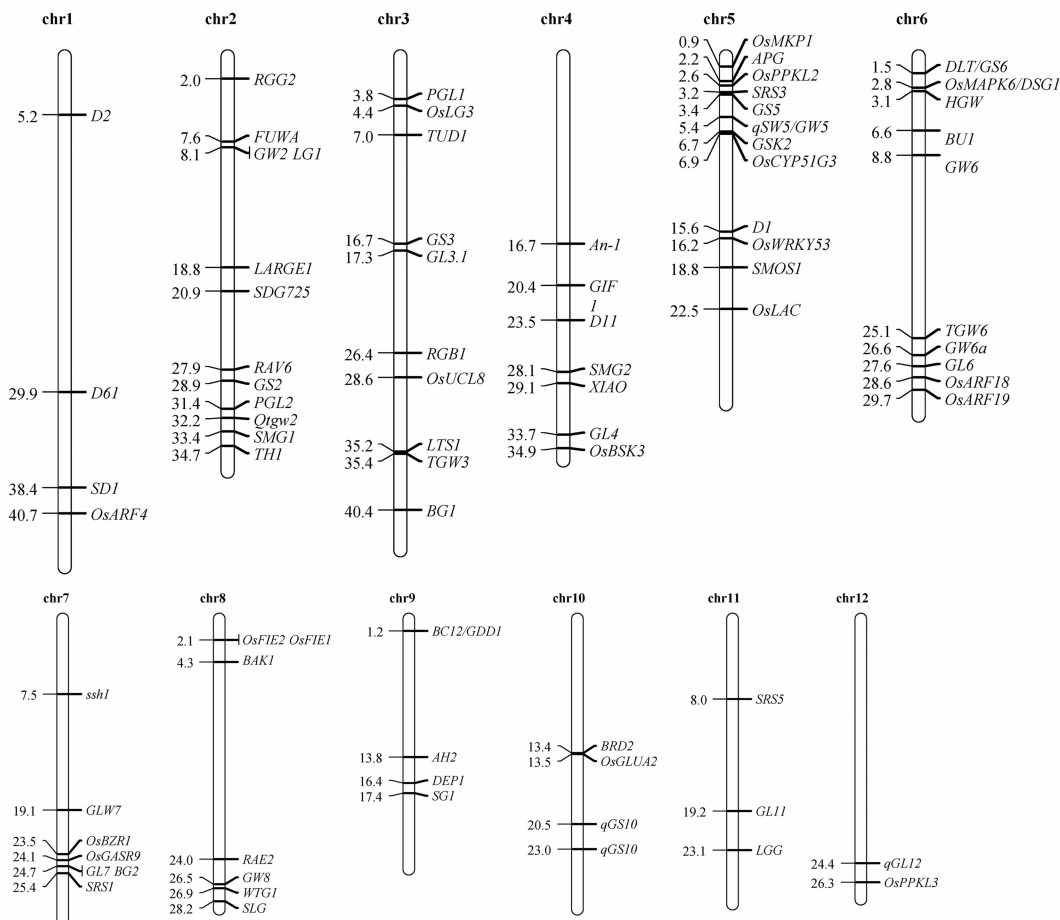 chr1 chr2 chr3 chr4 chr5 chr6
5.2 D2
29.9 D61
38.4 SD1
40.7 OsARF4
2.0 RGG2
7.6 FUWA
8.1 GW2 LG1
18.8 LARGE1
20.9 SDG725
27.9 RAV6
28.9 GS2
31.4 PGL2
32.2 Qtgw2
33.4 SMG1
34.7 TH1
3.8 PGL1
4.4 OsLG3
7.0 TUD1
16.7 GS3
17.3 GL3.1
26.4 RGB1
28.6 OsUCL8
35.2 LTS1
35.4 TGW3
40.4 BG1
16.7 An-1
20.4 GIF
1
23.5 D11
28.1 SMG2
29.1 XIAO
33.7 GL4
34.9 OsBSK3
0.9 OsMKP1
2.2 APG
2.6 OsPPKL2
3.2 SRS3
3.4 GS5
5.4 qSW5/GW5
6.7 GSK2
6.9 OsCYP51G3
15.6 D1
16.2 OsWRKY53
18.8 SMOS1
22.5 OsLAC
1.5 DLT/GS6
2.8 OsMAPK6/DSG1
3.1 HGW
6.6 BU1
8.8 GW6
25.1 TGW6
26.6 GW6a
27.6 GL6
28.6 OsARF18
29.7 OsARF19
chr7 chr8 chr9 chr10 chr11 chr12
7.5 ssh1
19.1 GLW7
23.5 OsBZR1
24.1 OsGASR9
24.7 GL7 BG2
25.4 SRS1
2.1 OsFIE2 OsFIE1
4.3 BAK1
24.0 RAE2
26.5 GW8
26.9 WTG1
28.2 SLG
1.2 BC12/GDD1
13.8 AH2
16.4 DEP1
17.4 SG1
13.4 BRD2
13.5 OsGLUA2
20.5 qGS10
23.0 qGS10
8.0 SRS5
19.2 GL11
23.1 LGG
24.4 qGL12
26.3 OsPPKL3